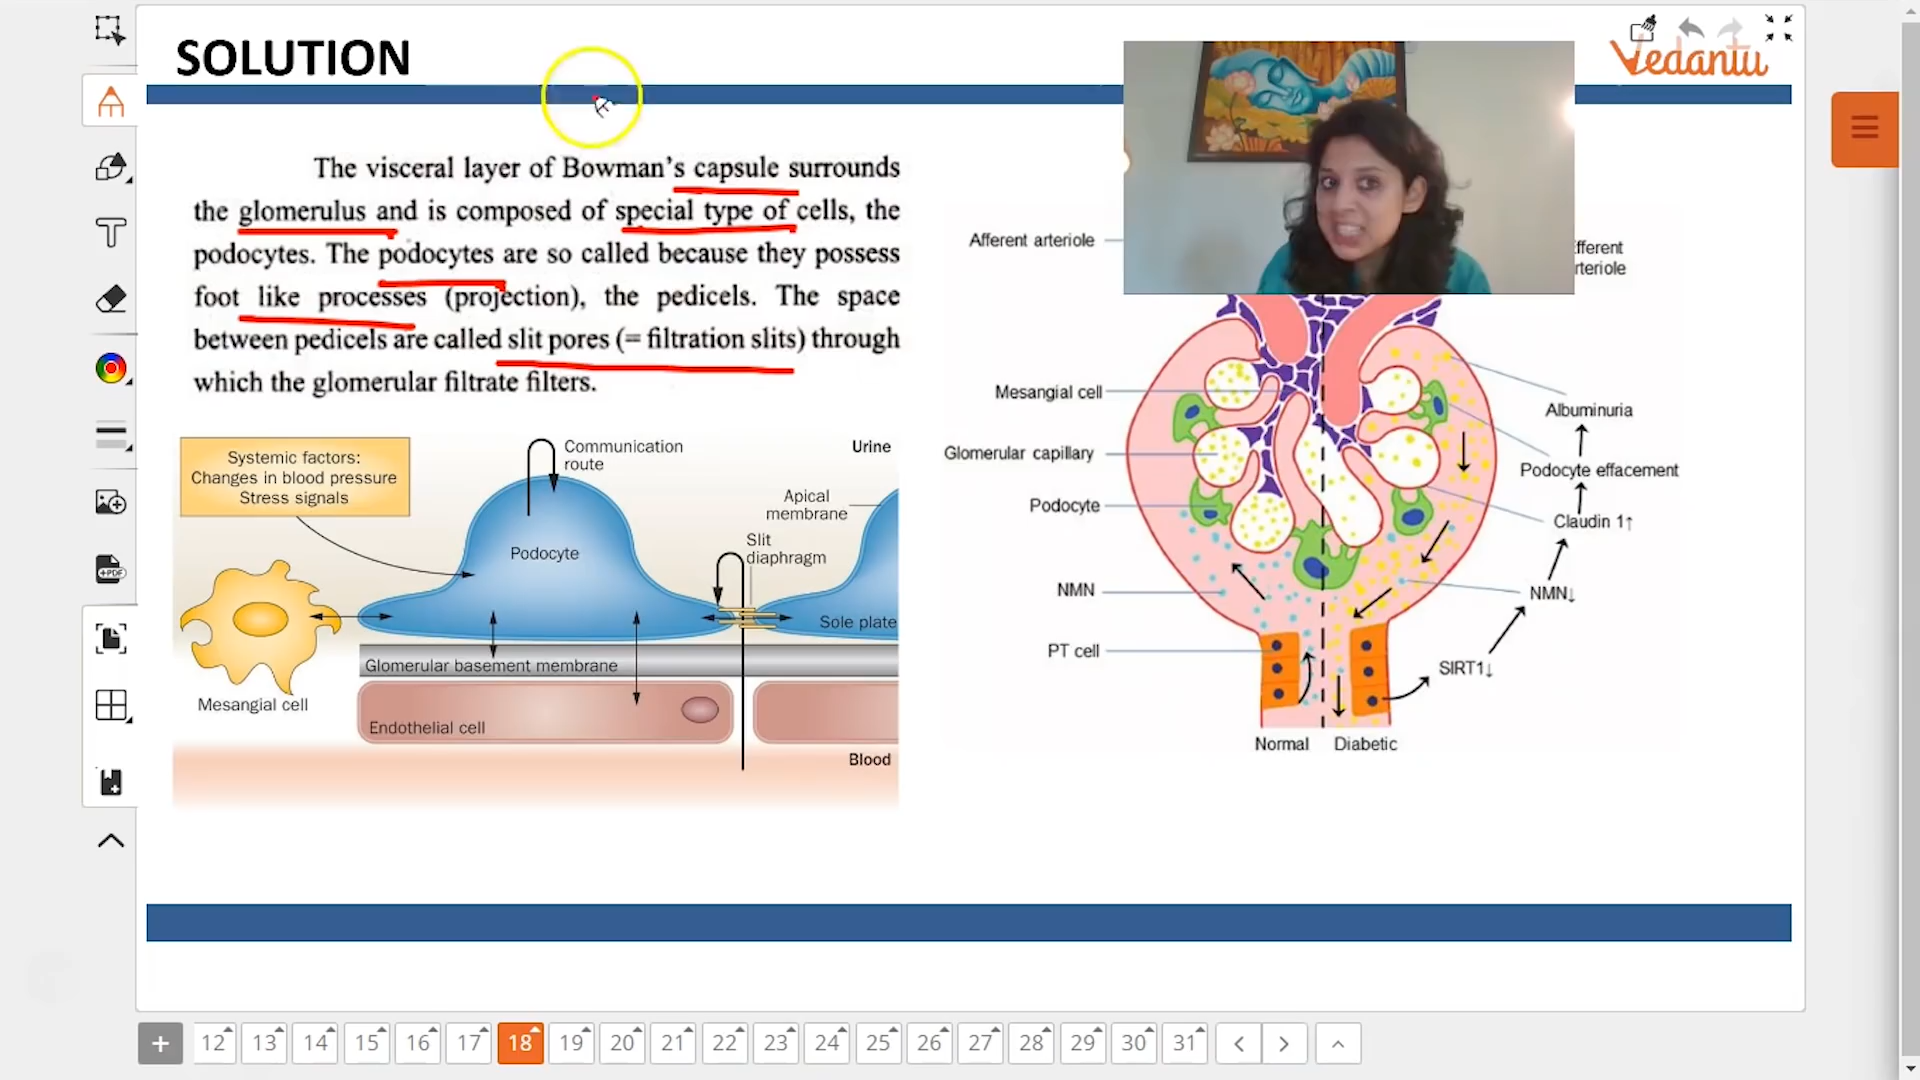 SOLUTION
Vedantu
The visceral layer of Bowman's capsule surrounds
the glomerulus and is composed of special type of cells, the
podocytes. The podocytes are so called because they possess
foot like processes (projection), the pedicels. The space
between pedicels are called slit pores (= filtration slits) through
which the glomerular filtrate filters.
Systemic factors:
Changes in blood pressure
Stress signals
Communication
route
Urine
Apical
membrane
Slit
diaphragm
Podocyte
Sole plate
Glomerular basement membrane
Mesangial cell
Endothelial cell
Blood
Afferent arteriole
fferent
rteriole
Mesangial cell
Glomerular capillary
Podocyte
NMN
PT cell
Albuminuria
Podocyte effacement
Claudin 1↑
NMN↓
SIRT1↓
Normal
Diabetic
+PDF
12 13 14 15 16 17 18 19 20 21 22 23 24 25 26 27 28 29 30 31